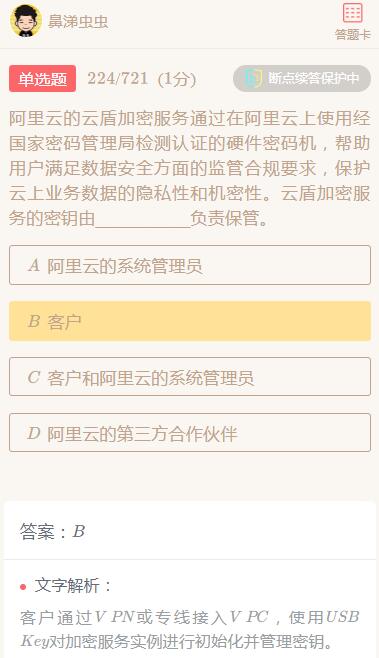 鼻涕虫虫
答题卡
单选题 224/721 (1分) 断点续答保护中
阿里云的云盾加密服务通过在阿里云上使用经
国家密码管理局检测认证的硬件密码机，帮助
用户满足数据安全方面的监管合规要求，保护
云上业务数据的隐私性和机密性。云盾加密服
务的密钥由__________负责保管。
A 阿里云的系统管理员
B 客户
C 客户和阿里云的系统管理员
D 阿里云的第三方合作伙伴
答案：B
文字解析：
客户通过V PN或专线接入V PC，使用USB
Key对加密服务实例进行初始化并管理密钥。